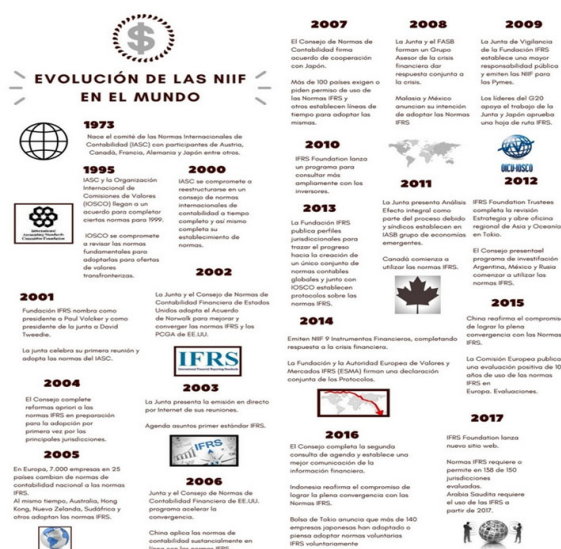 EVOLUCIÓN DE LAS NIIF
EN EL MUNDO
1973
Nace el comité de las Normas Internacionales de
Contabilidad (IASC) con participantes de Austria,
Canadá, Francia, Alemania y Japón entre otros.
1995
IASC y la Organización
Internacional de
Comisiones de Valores
(IOSCO) llegan a un
acuerdo para completar
ciertas normas para 1999.
IOSCO se compromete
a revisar las normas
fundamentales para
adoptarlas para ofertas
de valores
transfronterizas.
2000
IASC se compromete a
reestructurarse en un
consejo de normas
internacionales de
contabilidad a tiempo
completo y así mismo
completa su
establecimiento de
normas.
International
Accounting Standards
Committee Foundation
2001
Fundación IFRS nombra como
presidente a Paul Volcker y como
presidente de la junta a David
Tweedie.
La junta celebra su primera reunión y
adopta las normas del IASC.
2002
La Junta y el Consejo de Normas de
Contabilidad Financiera de Estados
Unidos adopta el Acuerdo
de Norwalk para mejorar y
converger las normas IFRS y los
PCGA de EE.UU.
IFRS
International Financial Reporting Standards
2003
La Junta presenta la emisión en directo
por Internet de sus reuniones.
Agenda asuntos primer estándar IFRS.
IFRS
2004
El Consejo complete
reformas apriori a las
normas IFRS en preparación
para la adopción por
primera vez por las
principales jurisdicciones.
2005
En Europa, 7.000 empresas en 25
países cambian de normas de
contabilidad nacional a las normas
IFRS.
Al mismo tiempo, Australia, Hong
Kong, Nueva Zelanda, Sudáfrica y
otros adoptan las normas IFRS.
2006
Junta y el Consejo de Normas de
Contabilidad Financiera de EE.UU.
programa acelerar la
convergencia.
China aplica las normas de
contabilidad sustancialmente en
línea con las normas IFRS
2007
El Consejo de Normas de
Contabilidad firma
acuerdo de cooperación
con Japón.
Más de 100 países exigen o
piden permiso de uso de
las Normas IFRS y
otros establecen líneas de
tiempo para adoptar las
mismas.
2008
La Junta y el FASB
forman un Grupo
Asesor de la crisis
financiera dar
respuesta conjunta a
la crisis.
Malasia y México
anuncian su intención
de adoptar las Normas
IFRS
2009
La Junta de Vigilancia
de la Fundación IFRS
establece una mayor
responsabilidad pública
y emiten las NIIF para
las Pymes.
Los líderes del G20
apoya el trabajo de la
Junta y Japón aprueba
una hoja de ruta IFRS.
2010
IFRS Foundation lanza
un programa para
consultar más
ampliamente con los
inversores.
2011
La Junta presenta Análisis
Efecto integral como
parte del proceso debido
y síndicos establecen en
IASB grupo de economías
emergentes.
Canadá comienza a
utilizar las normas IFRS.
OICU-IOSCO
2012
IFRS Foundation Trustees
completa la revisión
Estrategia y abre oficina
regional de Asia y Oceanía
en Tokio.
El Consejo presentael
programa de investifación
Argentina, México y Rusia
comenzar a utilizar las
normas IFRS.
2013
La Fundación IFRS
publica perfiles
jurisdiccionales para
trazar el progreso
hacia la creación de
un único conjunto de
normas contables
globales y junto con
IOSCO establecen
protocolos sobre las
normas IFRS.
2014
Emiten NIIF 9 Instrumentos Financieros, completando
respuesta a la crisis financiera.
La Fundación y la Autoridad Europea de Valores y
Mercados IFRS (ESMA) firman una declaración
conjunta de los Protocolos.
2015
China reafirma el compromiso
de lograr la plena
convergencia con las Normas
IFRS.
La Comisión Europea publica
una evaluación positiva de 10
años de uso de las normas
IFRS en
Europa. Evaluaciones.
2016
El Consejo completa la segunda
consulta de agenda y establece una
mejor comunicación de la
información financiera.
Indonesia reafirma el compromiso de
lograr la plena convergencia con las
Normas IFRS.
Bolsa de Tokio anuncia que más de 140
empresas japonesas han adoptado o
piensa adoptar normas voluntarias
IFRS voluntariamente
2017
IFRS Foundation lanza
nuevo sitio web.
Normas IFRS requiere o
permite en 138 de 150
jurisdicciones
evaluadas.
Arabia Saudita requiere
el uso de las IFRS a
partir de 2017.